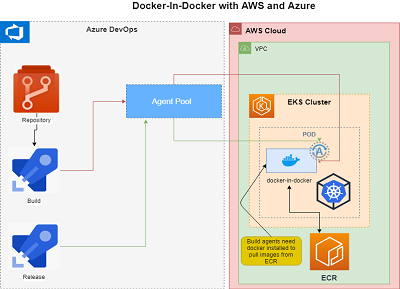 Docker-In-Docker with AWS and Azure
Azure DevOps
AWS Cloud
VPC
Agent Pool
EKS Cluster
Repository
POD
A
docker-in-docker
Build
Build agents need
docker installed to
pull images from
ECR
Release
ECR